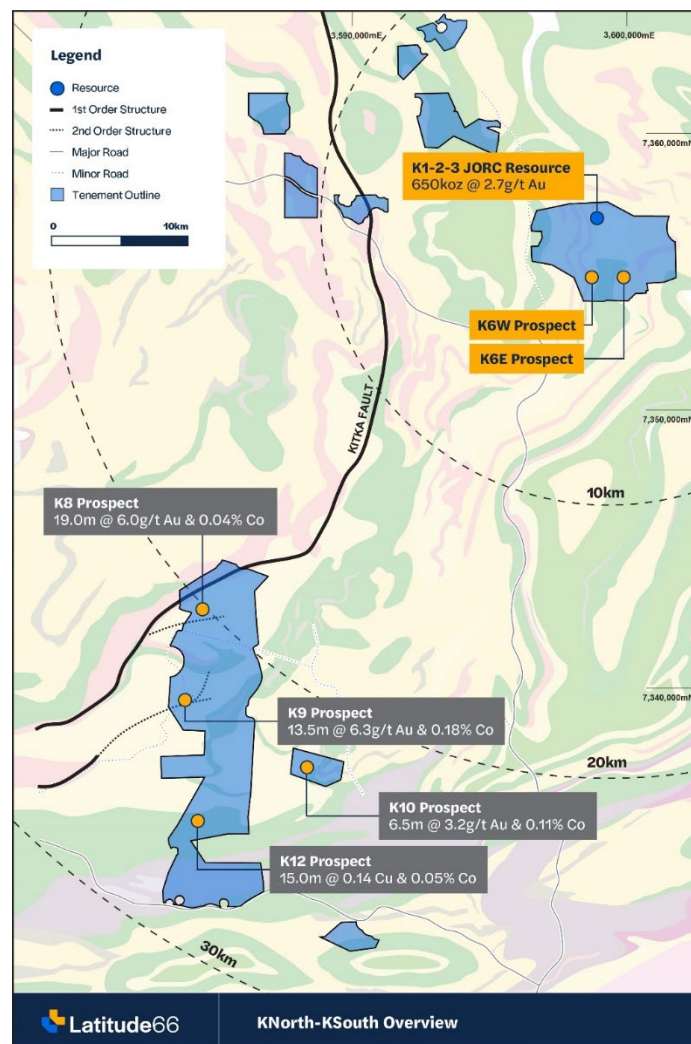 3,590,000mE
3,600,000mE
Legend
Resource
1st Order Structure
2nd Order Structure
Major Road
Minor Road
Tenement Outline
0
10km
7,360,000mN
K1-2-3 JORC Resource
650koz @ 2.7g/t Au
K6W Prospect
K6E Prospect
KITKA FAULT
7,350,000mN
10km
K8 Prospect
19.0m @ 6.0g/t Au & 0.04% Co
7,340,000mN
K9 Prospect
13.5m @ 6.3g/t Au & 0.18% Co
20km
K10 Prospect
6.5m @ 3.2g/t Au & 0.11% Co
K12 Prospect
15.0m @ 0.14 Cu & 0.05% Co
30km
Latitude66
KNorth-KSouth Overview